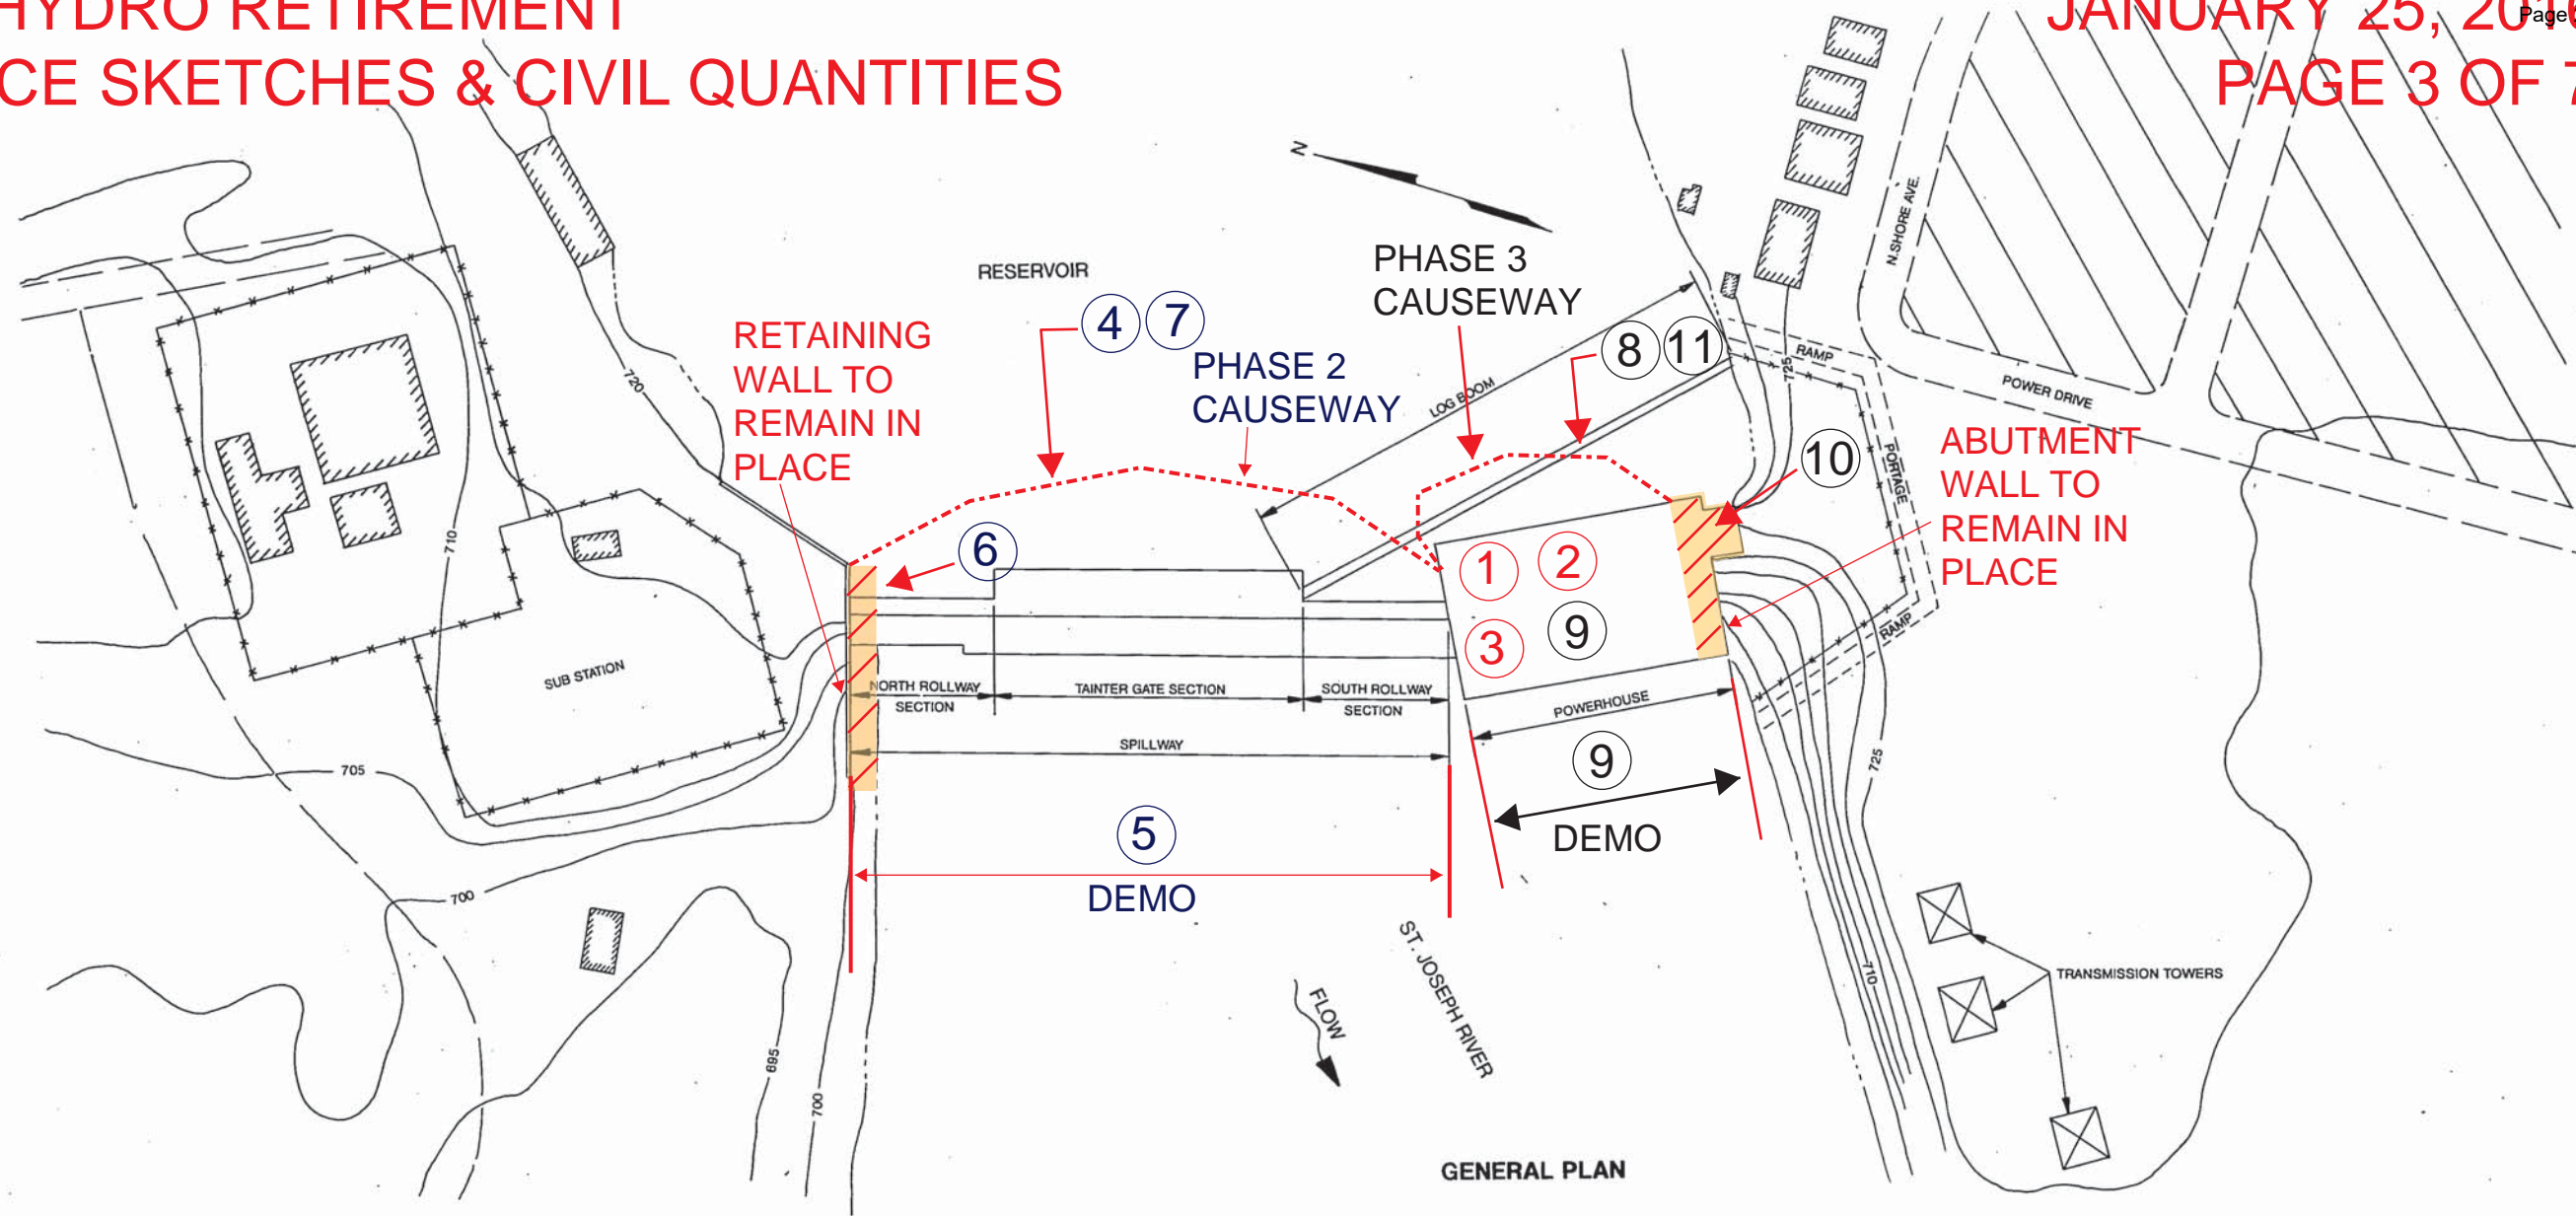 HYDRO RETIREMENT
CE SKETCHES & CIVIL QUANTITIES
JANUARY 25, 2016
Page
PAGE 3 OF 7
N
RESERVOIR
4 7
PHASE 2
CAUSEWAY
PHASE 3
CAUSEWAY
8 11
LOG BOOM
RETAINING
WALL TO
REMAIN IN
PLACE
6
720
710
SUB STATION
705
700
695
700
N.SHORE AVE.
RAMP
725
POWER DRIVE
PORTAGE
RAMP
10
ABUTMENT
WALL TO
REMAIN IN
PLACE
1 2
3 9
NORTH ROLLWAY
SECTION
TAINTER GATE SECTION
SOUTH ROLLWAY
SECTION
SPILLWAY
POWERHOUSE
9
DEMO
5
DEMO
725
710
ST. JOSEPH RIVER
FLOW
TRANSMISSION TOWERS
GENERAL PLAN